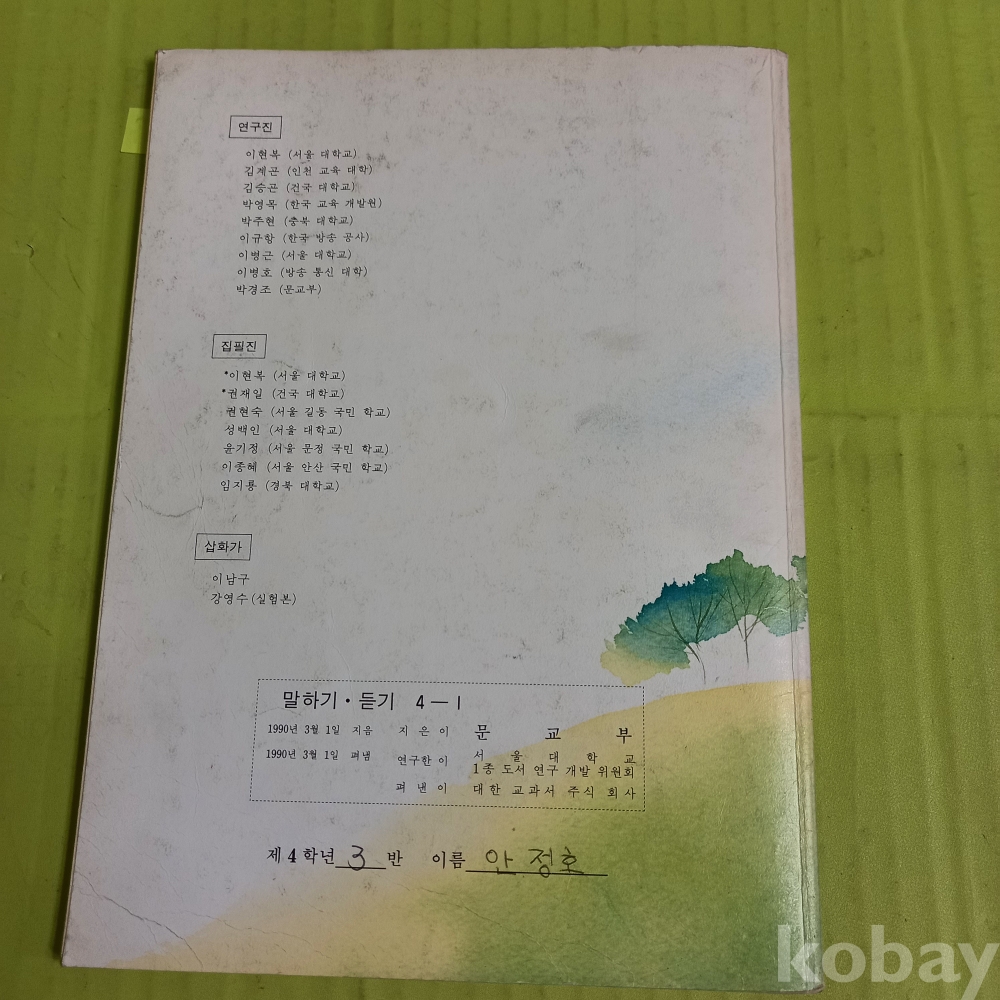 연구진
이현복 (서울 대학교)
김계곤 (인천 교육 대학)
김승곤 (건국 대학교)
박영목 (한국 교육 개발원)
박주현 (충북 대학교)
이규항 (한국 방송 공사)
이병근 (서울 대학교)
이병호 (방송 통신 대학)
박경조 (문교부)
집필진
*이현복 (서울 대학교)
*권재일 (건국 대학교)
권현숙 (서울 길동 국민 학교)
성백인 (서울 대학교)
윤기정 (서울 문정 국민 학교)
이종혜 (서울 안산 국민 학교)
임지룡 (경북 대학교)
삽화가
이남구
강영수 (실험본)
말하기·듣기 4-1
1990년 3월 1일 지음 지은이 문교부
1990년 3월 1일 펴냄 연구한이 서울대학교
1종 도서 연구 개발 위원회
펴낸이 대한 교과서 주식 회사
제4학년 3 반 이름 안정호
kobay